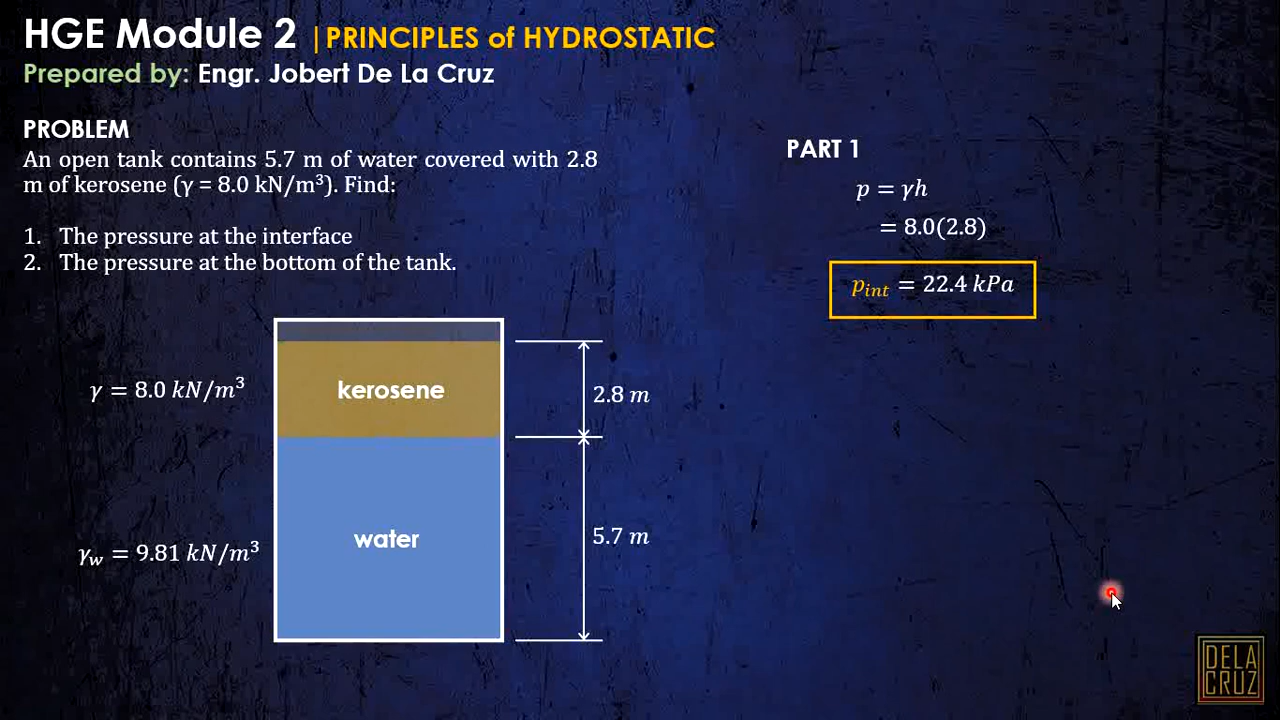 HGE Module 2 |PRINCIPLES of HYDROSTATIC
Prepared by: Engr. Jobert De La Cruz
PROBLEM
An open tank contains 5.7 m of water covered with 2.8
m of kerosene (γ = 8.0 kN/m³). Find:
1. The pressure at the interface
2. The pressure at the bottom of the tank.
γ = 8.0 kN/m³
kerosene
2.8 m
water
5.7 m
γw = 9.81 kN/m³
PART 1
p = γh
= 8.0(2.8)
pint = 22.4 kPa
DELA
CRUZ